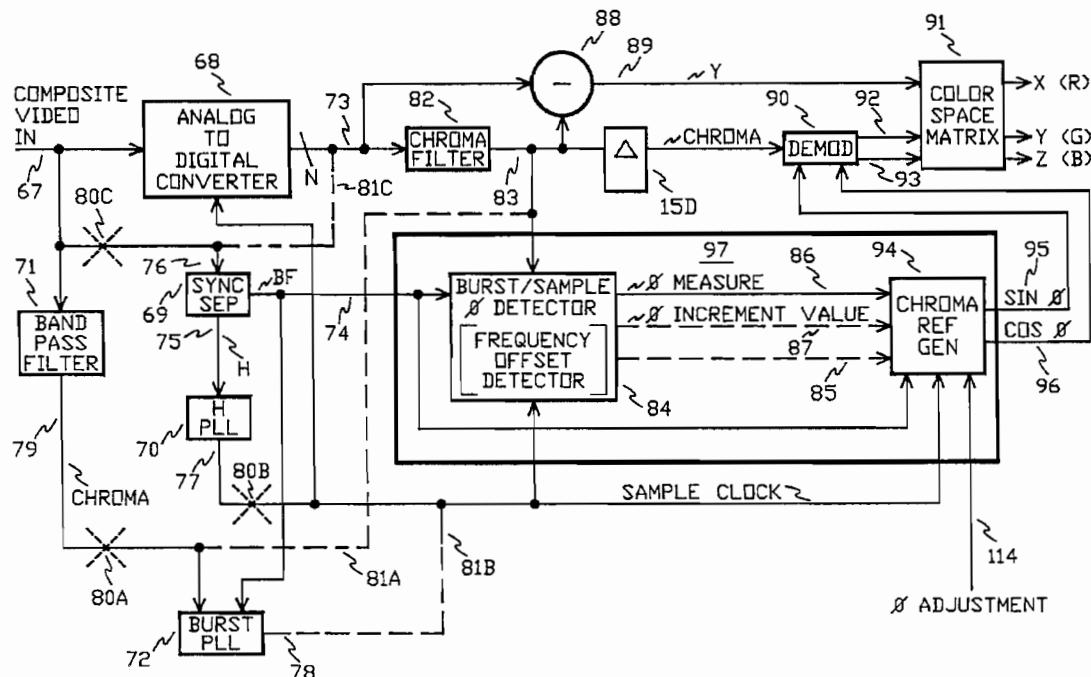 88
91
68
89
Y
X (R)
COMPOSITE
VIDEO
IN
ANALOG
TO
DIGITAL
CONVERTER
73
82
−
90
92
COLOR
SPACE
MATRIX
CHROMA
FILTER
Δ
CHROMA
DEMOD
Y (G)
Z (B)
N
67
81C
83
15D
93
80C
71
76
97
86
94
95
69
SYNC
SEP
BF
BURST/SAMPLE
Ø DETECTOR
Ø MEASURE
CHROMA
REF
GEN
SIN Ø
BAND
PASS
FILTER
75
74
Ø INCREMENT VALUE
87
COS Ø
H
FREQUENCY
OFFSET
DETECTOR
85
96
84
70
H
PLL
79
77
80B
CHROMA
SAMPLE CLOCK
81A
81B
114
80A
Ø ADJUSTMENT
72
BURST
PLL
78